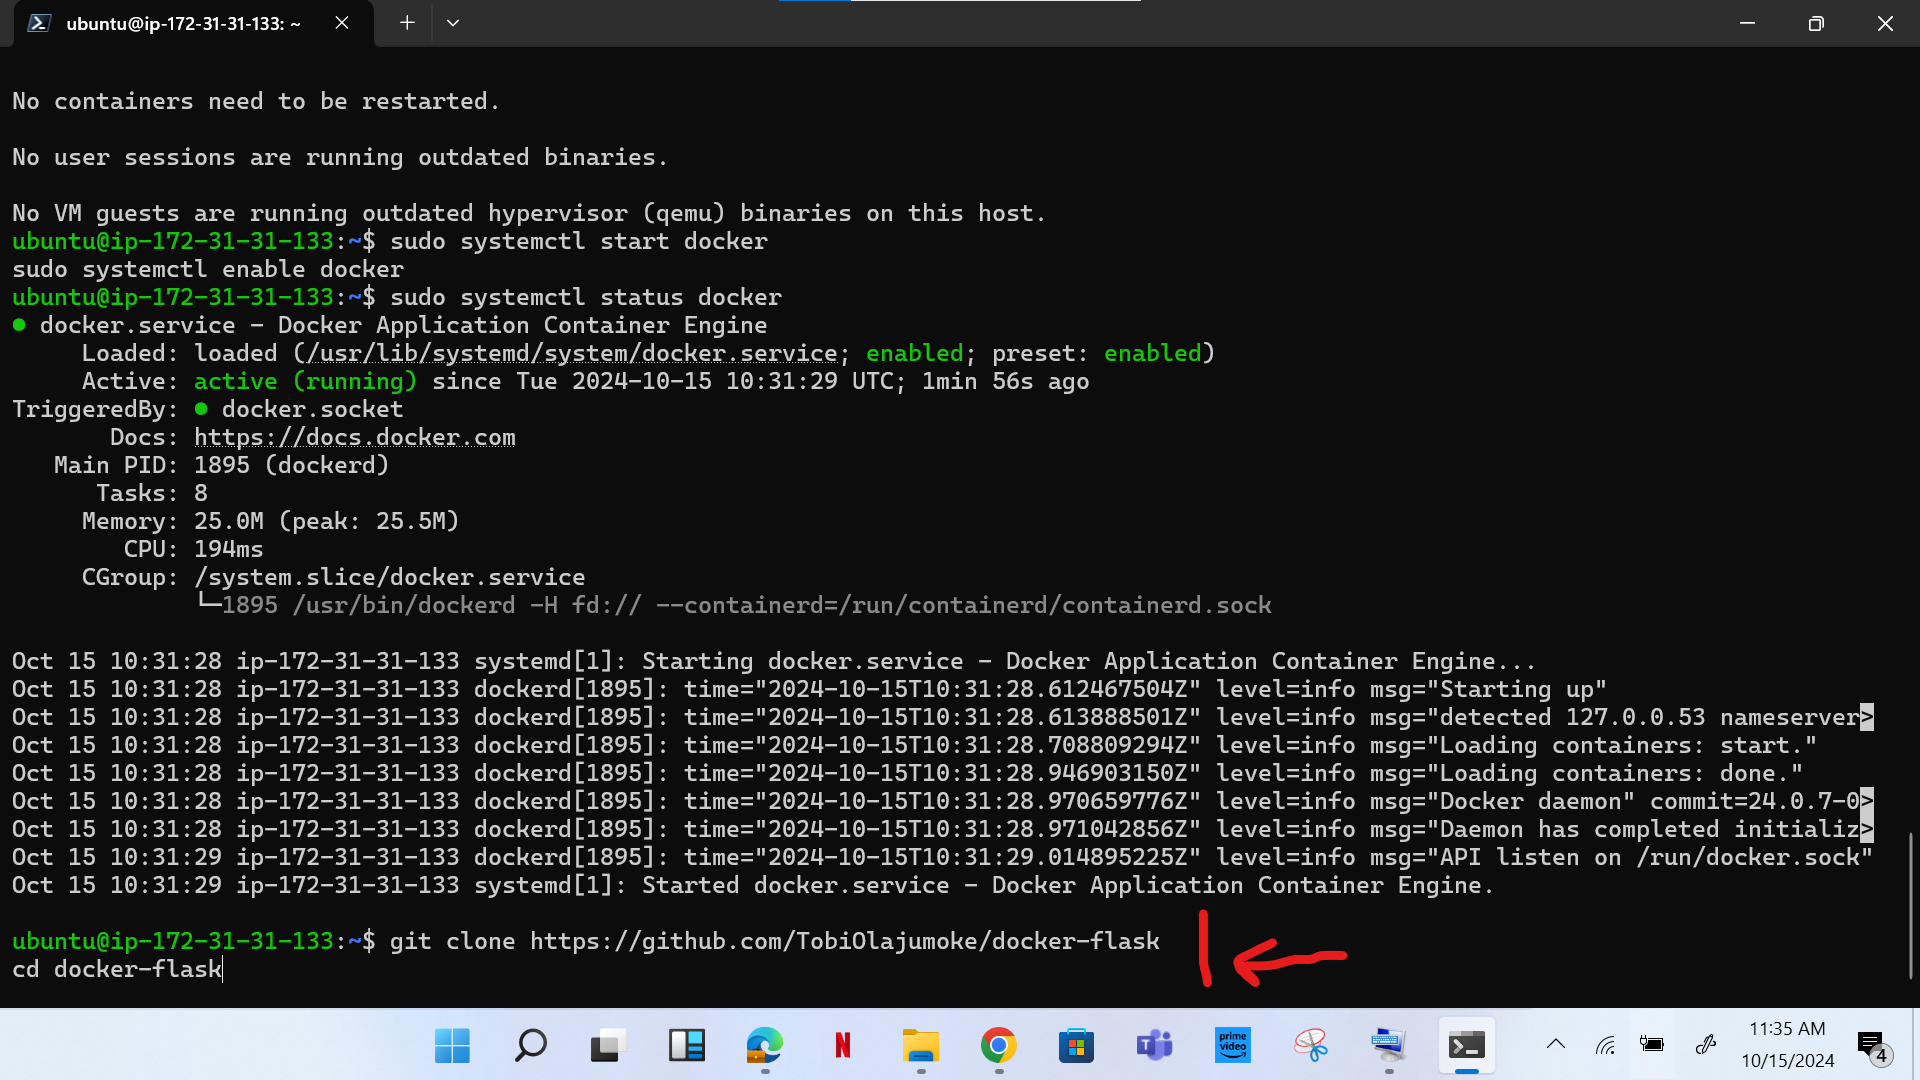 ubuntu@ip-172-31-31-133: ~
No containers need to be restarted.
No user sessions are running outdated binaries.
No VM guests are running outdated hypervisor (qemu) binaries on this host.
ubuntu@ip-172-31-31-133:~$ sudo systemctl start docker
sudo systemctl enable docker
ubuntu@ip-172-31-31-133:~$ sudo systemctl status docker
● docker.service - Docker Application Container Engine
Loaded: loaded (/usr/lib/systemd/system/docker.service; enabled; preset: enabled)
Active: active (running) since Tue 2024-10-15 10:31:29 UTC; 1min 56s ago
TriggeredBy: ● docker.socket
Docs: https://docs.docker.com
Main PID: 1895 (dockerd)
Tasks: 8
Memory: 25.0M (peak: 25.5M)
CPU: 194ms
CGroup: /system.slice/docker.service
└─1895 /usr/bin/dockerd -H fd:// --containerd=/run/containerd/containerd.sock
Oct 15 10:31:28 ip-172-31-31-133 systemd[1]: Starting docker.service - Docker Application Container Engine...
Oct 15 10:31:28 ip-172-31-31-133 dockerd[1895]: time="2024-10-15T10:31:28.612467504Z" level=info msg="Starting up"
Oct 15 10:31:28 ip-172-31-31-133 dockerd[1895]: time="2024-10-15T10:31:28.613888501Z" level=info msg="detected 127.0.0.53 nameserver>
Oct 15 10:31:28 ip-172-31-31-133 dockerd[1895]: time="2024-10-15T10:31:28.708809294Z" level=info msg="Loading containers: start."
Oct 15 10:31:28 ip-172-31-31-133 dockerd[1895]: time="2024-10-15T10:31:28.946903150Z" level=info msg="Loading containers: done."
Oct 15 10:31:28 ip-172-31-31-133 dockerd[1895]: time="2024-10-15T10:31:28.970659776Z" level=info msg="Docker daemon" commit=24.0.7-0>
Oct 15 10:31:28 ip-172-31-31-133 dockerd[1895]: time="2024-10-15T10:31:28.971042856Z" level=info msg="Daemon has completed initializ>
Oct 15 10:31:29 ip-172-31-31-133 dockerd[1895]: time="2024-10-15T10:31:29.014895225Z" level=info msg="API listen on /run/docker.sock"
Oct 15 10:31:29 ip-172-31-31-133 systemd[1]: Started docker.service - Docker Application Container Engine.
ubuntu@ip-172-31-31-133:~$ git clone https://github.com/TobiOlajumoke/docker-flask
cd docker-flask
N
T
prime video
11:35 AM
10/15/2024
4